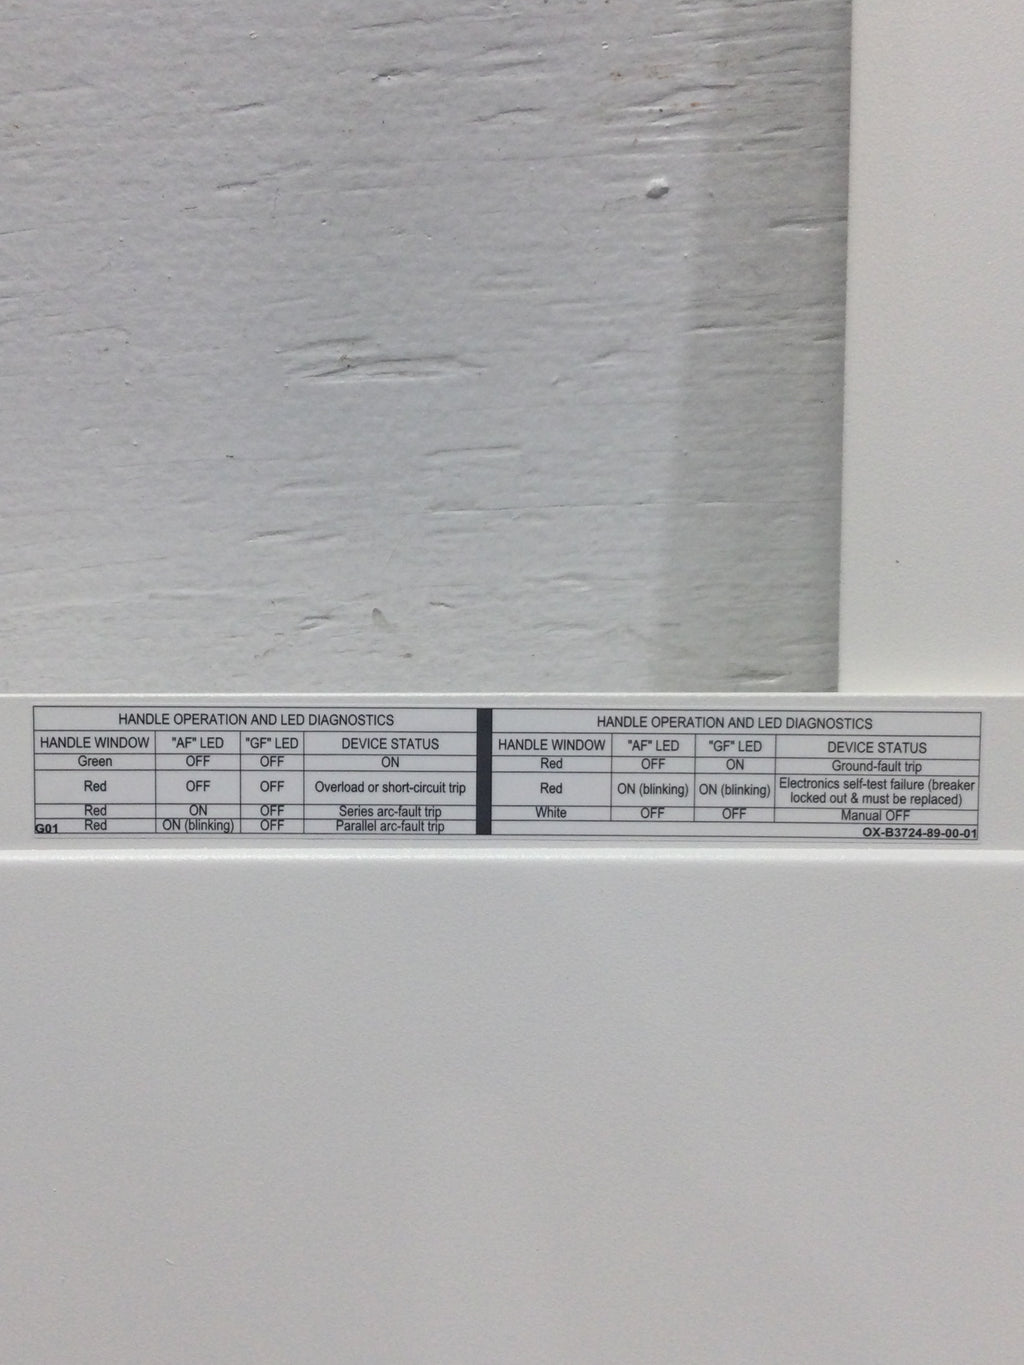 HANDLE OPERATION AND LED DIAGNOSTICS
HANDLE WINDOW "AF" LED "GF" LED DEVICE STATUS
Green OFF OFF ON
Red OFF OFF Overload or short-circuit trip
Red ON OFF Series arc-fault trip
G01 Red ON (blinking) OFF Parallel arc-fault trip
HANDLE OPERATION AND LED DIAGNOSTICS
HANDLE WINDOW "AF" LED "GF" LED DEVICE STATUS
Red OFF ON Ground-fault trip
Red ON (blinking) ON (blinking) Electronics self-test failure (breaker
locked out & must be replaced)
White OFF OFF Manual OFF
OX-B3724-89-00-01